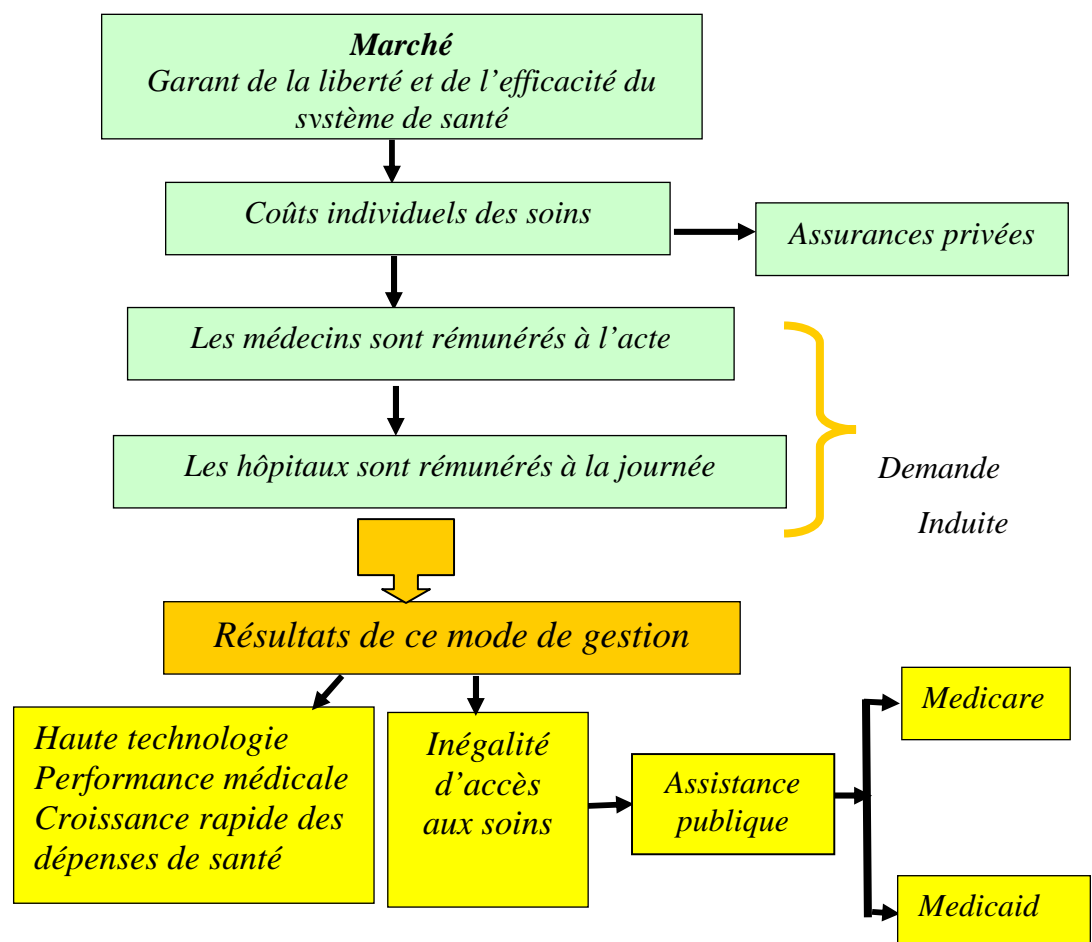 Marché
Garant de la liberté et de l'efficacité du
système de santé
Coûts individuels des soins
Assurances privées
Les médecins sont rémunérés à l'acte
Les hôpitaux sont rémunérés à la journée
Demande
Induite
Résultats de ce mode de gestion
Haute technologie
Performance médicale
Croissance rapide des
dépenses de santé
Inégalité
d'accès
aux soins
Assistance
publique
Medicare
Medicaid